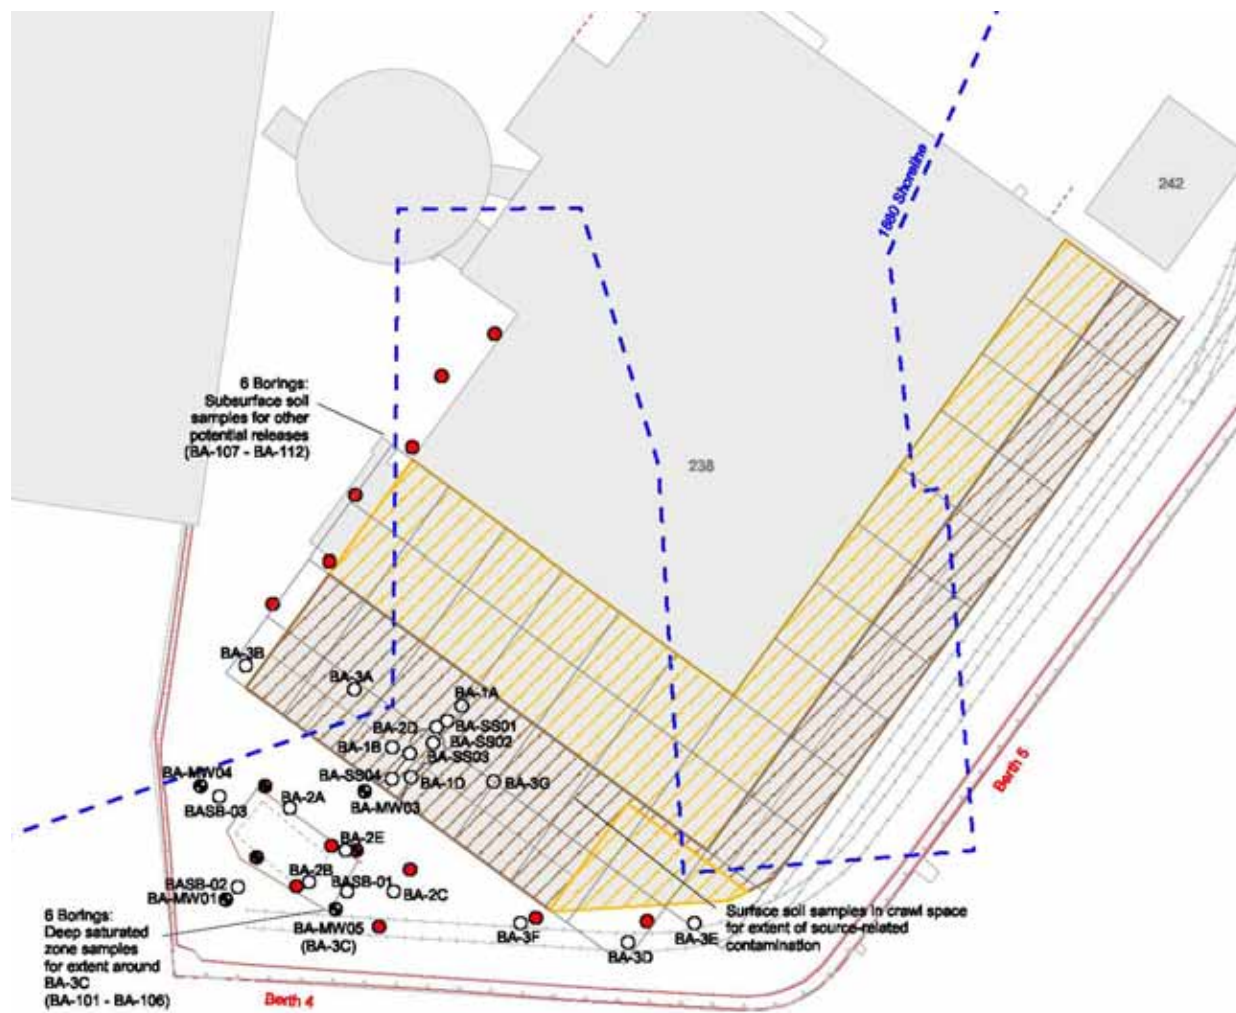 242
1880 Shoreline
6 Borings:
Subsurface soil
samples for other
potential releases
(BA-107 - BA-112)
238
BA-3B
BA-3A
BA-1A
BA-2D
BA-SS01
BA-SS02
BA-1B
BA-SS03
BA-MW04
BA-SS04
BA-1D
BA-3G
BASB-03
BA-2A
BA-MW03
Berth 5
BA-2E
BA-2B
BASB-02
BASB-01
BA-2C
BA-MW01
6 Borings:
Deep saturated
zone samples
for extent around
BA-3C
(BA-101 - BA-106)
BA-MW05
(BA-3C)
BA-3F
BA-3D
BA-3E
Surface soil samples in crawl space
for extent of source-related
contamination
Berth 4